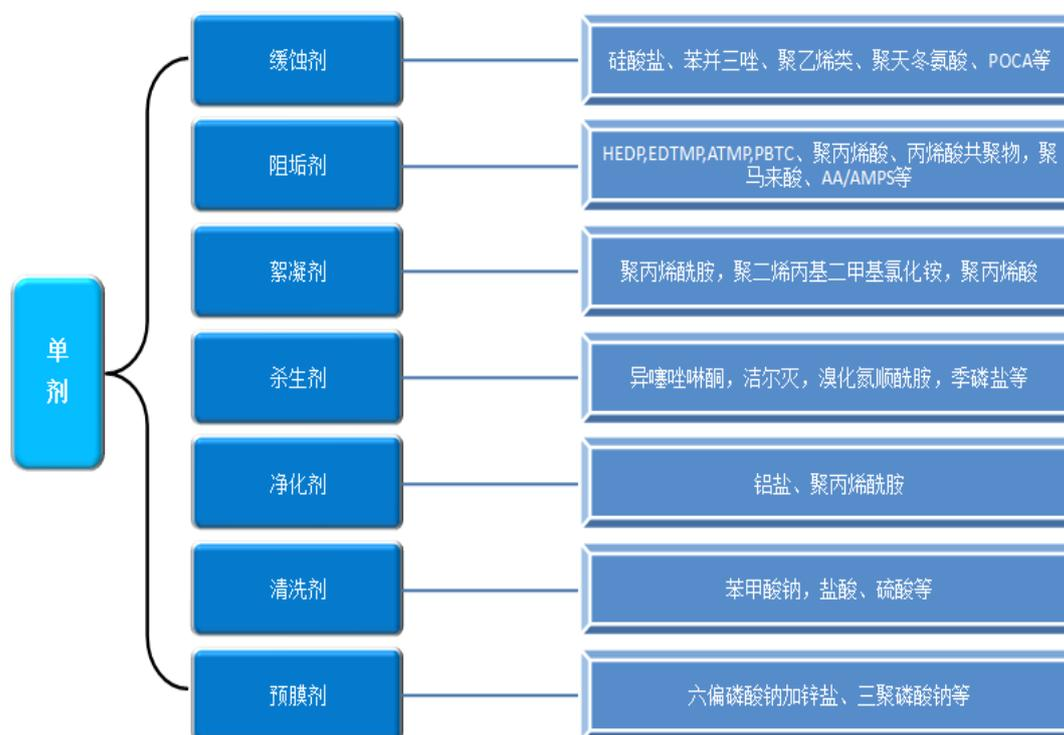 单
剂
缓蚀剂
硅酸盐、苯并三唑、聚乙烯类、聚天冬氨酸、POCA等
阻垢剂
HEDP,EDTMP,ATMP,PBTC、聚丙烯酸、丙烯酸共聚物，聚
马来酸、AA/AMPS等
絮凝剂
聚丙烯酰胺，聚二烯丙基二甲基氯化铵，聚丙烯酸
杀生剂
异噻唑啉酮，洁尔灭，溴化氮顺酰胺，季磷盐等
净化剂
铝盐、聚丙烯酰胺
清洗剂
苯甲酸钠，盐酸、硫酸等
预膜剂
六偏磷酸钠加锌盐、三聚磷酸钠等